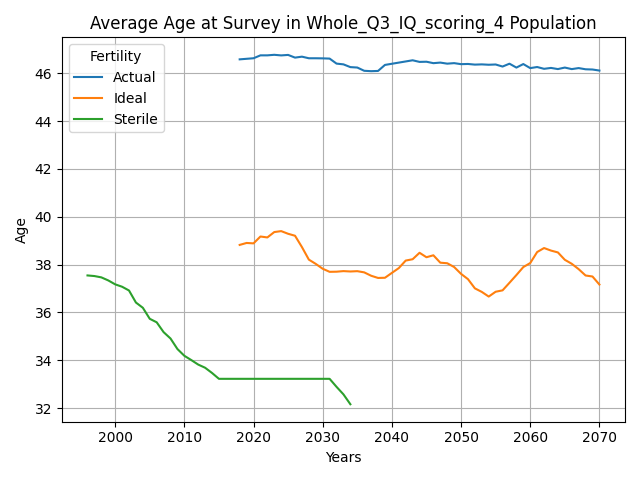 Average Age at Survey in Whole_Q3_IQ_scoring_4 Population
Fertility
Actual
Ideal
Sterile
Age
46
44
42
40
38
36
34
32
2000
2010
2020
2030
2040
2050
2060
2070
Years